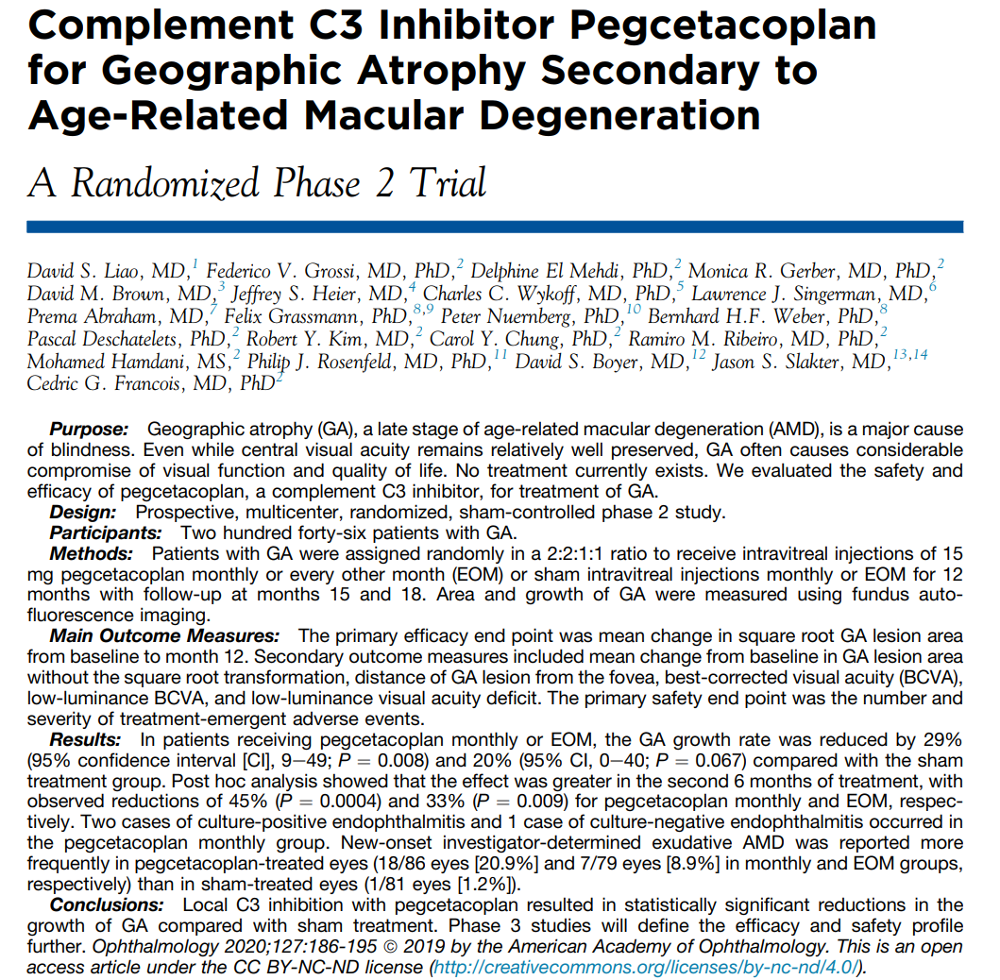 Complement C3 Inhibitor Pegcetacoplan
for Geographic Atrophy Secondary to
Age-Related Macular Degeneration
A Randomized Phase 2 Trial
David S. Liao, MD,1 Federico V. Grossi, MD, PhD,2 Delphine El Mehdi, PhD,2 Monica R. Gerber, MD, PhD,2
David M. Brown, MD,3 Jeffrey S. Heier, MD,4 Charles C. Wykoff, MD, PhD,5 Lawrence J. Singerman, MD,6
Prema Abraham, MD,7 Felix Grassmann, PhD,8,9 Peter Nuernberg, PhD,10 Bernhard H.F. Weber, PhD,8
Pascal Deschatelets, PhD,2 Robert Y. Kim, MD,2 Carol Y. Chung, PhD,2 Ramiro M. Ribeiro, MD, PhD,2
Mohamed Hamdani, MS,2 Philip J. Rosenfeld, MD, PhD,11 David S. Boyer, MD,12 Jason S. Slakter, MD,13,14
Cedric G. Francois, MD, PhD2
Purpose: Geographic atrophy (GA), a late stage of age-related macular degeneration (AMD), is a major cause
of blindness. Even while central visual acuity remains relatively well preserved, GA often causes considerable
compromise of visual function and quality of life. No treatment currently exists. We evaluated the safety and
efficacy of pegcetacoplan, a complement C3 inhibitor, for treatment of GA.
Design: Prospective, multicenter, randomized, sham-controlled phase 2 study.
Participants: Two hundred forty-six patients with GA.
Methods: Patients with GA were assigned randomly in a 2:2:1:1 ratio to receive intravitreal injections of 15
mg pegcetacoplan monthly or every other month (EOM) or sham intravitreal injections monthly or EOM for 12
months with follow-up at months 15 and 18. Area and growth of GA were measured using fundus auto-
fluorescence imaging.
Main Outcome Measures: The primary efficacy end point was mean change in square root GA lesion area
from baseline to month 12. Secondary outcome measures included mean change from baseline in GA lesion area
without the square root transformation, distance of GA lesion from the fovea, best-corrected visual acuity (BCVA),
low-luminance BCVA, and low-luminance visual acuity deficit. The primary safety end point was the number and
severity of treatment-emergent adverse events.
Results: In patients receiving pegcetacoplan monthly or EOM, the GA growth rate was reduced by 29%
(95% confidence interval [CI], 9–49; P = 0.008) and 20% (95% CI, 0–40; P = 0.067) compared with the sham
treatment group. Post hoc analysis showed that the effect was greater in the second 6 months of treatment, with
observed reductions of 45% (P = 0.0004) and 33% (P = 0.009) for pegcetacoplan monthly and EOM, respec-
tively. Two cases of culture-positive endophthalmitis and 1 case of culture-negative endophthalmitis occurred in
the pegcetacoplan monthly group. New-onset investigator-determined exudative AMD was reported more
frequently in pegcetacoplan-treated eyes (18/86 eyes [20.9%] and 7/79 eyes [8.9%] in monthly and EOM groups,
respectively) than in sham-treated eyes (1/81 eyes [1.2%]).
Conclusions: Local C3 inhibition with pegcetacoplan resulted in statistically significant reductions in the
growth of GA compared with sham treatment. Phase 3 studies will define the efficacy and safety profile
further. Ophthalmology 2020;127:186-195 © 2019 by the American Academy of Ophthalmology. This is an open
access article under the CC BY-NC-ND license (http://creativecommons.org/licenses/by-nc-nd/4.0/).